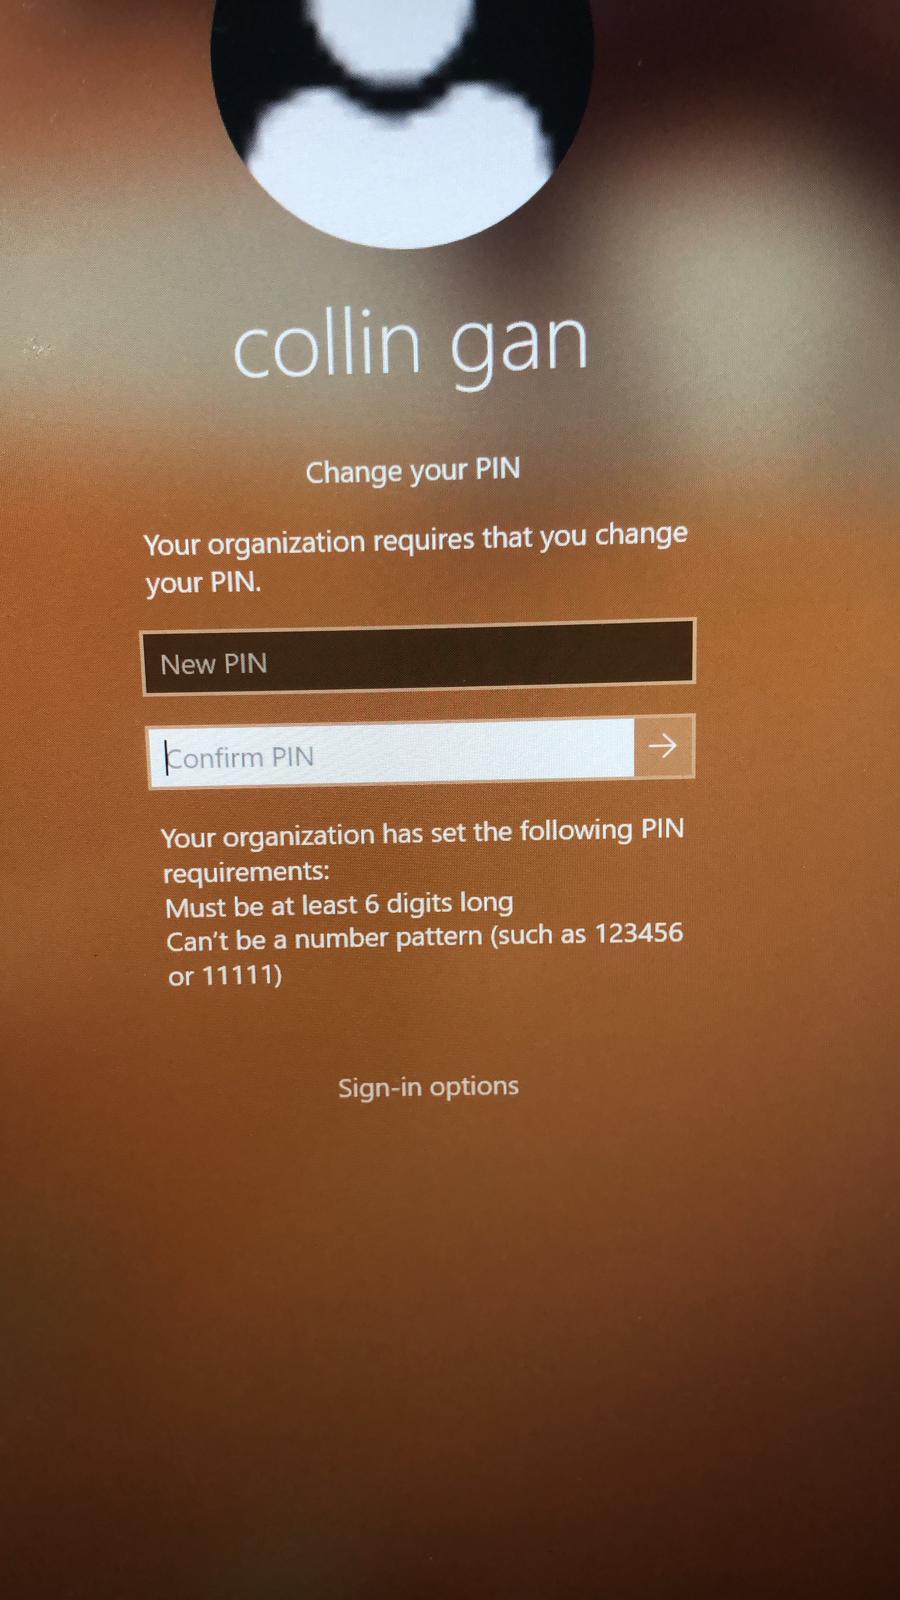 collin gan
Change your PIN
Your organization requires that you change
your PIN.
New PIN
Confirm PIN
Your organization has set the following PIN
requirements:
Must be at least 6 digits long
Can't be a number pattern (such as 123456
or 11111)
Sign-in options